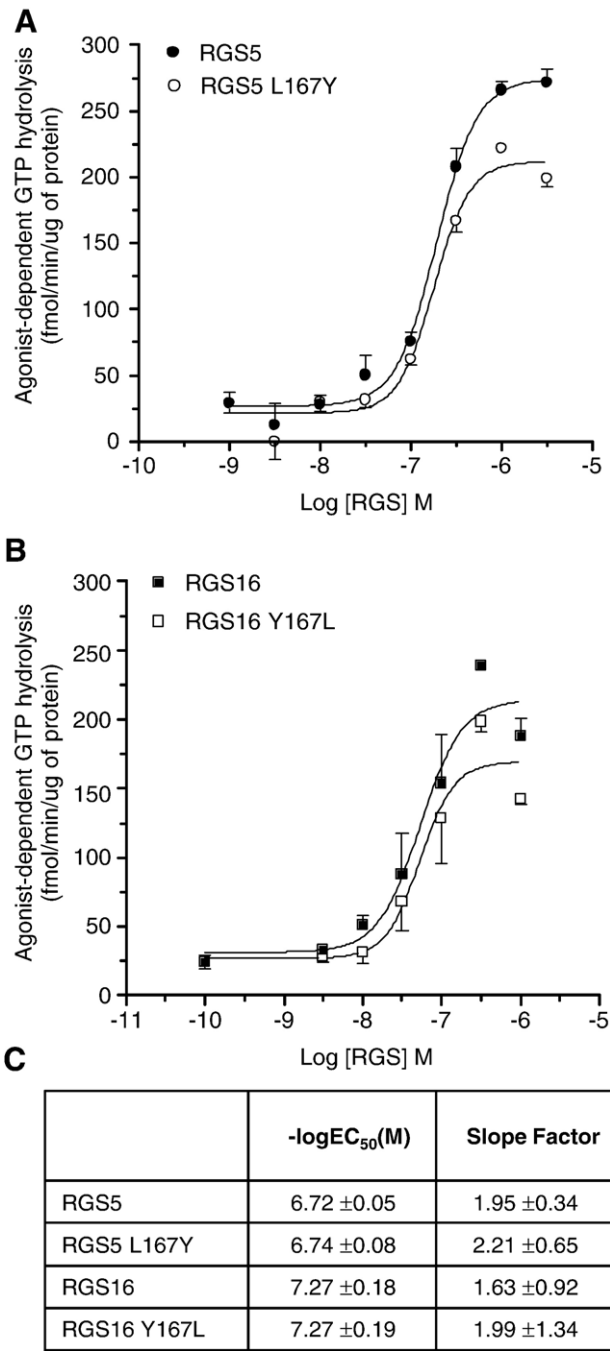 A
RGS5
RGS5 L167Y
Agonist-dependent GTP hydrolysis
(fmol/min/ug of protein)
300
250
200
150
100
50
0
-10 -9 -8 -7 -6 -5
Log [RGS] M
B
RGS16
RGS16 Y167L
Agonist-dependent GTP hydrolysis
(fmol/min/ug of protein)
300
250
200
150
100
50
0
-11 -10 -9 -8 -7 -6 -5
Log [RGS] M
C
-logEC₅₀(M) Slope Factor
RGS5 6.72 ±0.05 1.95 ±0.34
RGS5 L167Y 6.74 ±0.08 2.21 ±0.65
RGS16 7.27 ±0.18 1.63 ±0.92
RGS16 Y167L 7.27 ±0.19 1.99 ±1.34